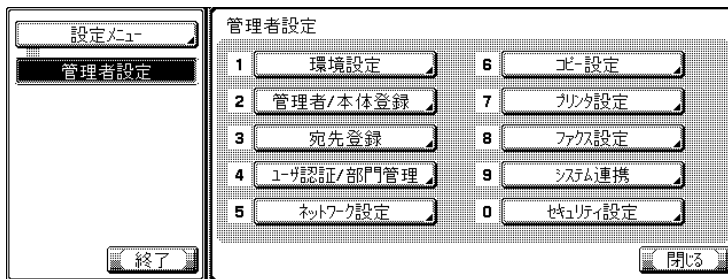 設定メニュー
管理者設定
終了
管理者設定
1 環境設定
2 管理者/本体登録
3 宛先登録
4 ユーザ認証/部門管理
5 ネットワーク設定
6 コピー設定
7 プリンタ設定
8 ファクス設定
9 システム連携
0 セキュリティ設定
閉じる